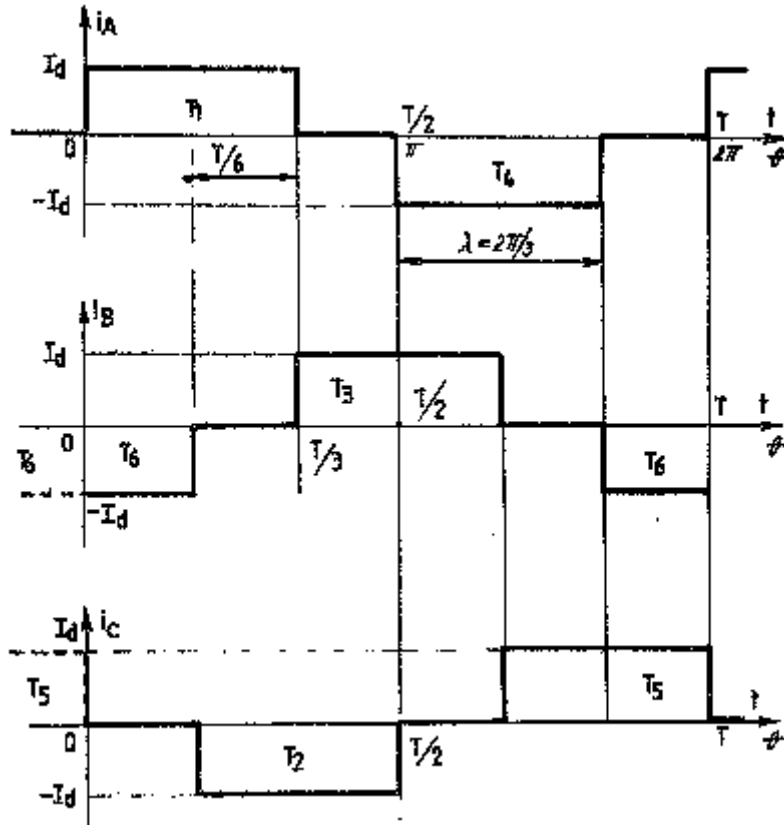 iA
Id
T1
T/2
T t
0
π
2π ϑ
T/6
T4
-Id
λ = 2π/3
iB
Id
T3
T/2
T t
0
ϑ
T6
T6
T/3
T6
-Id
iC
Id
T5
T5
t
0
T2
T/2
T
ϑ
-Id